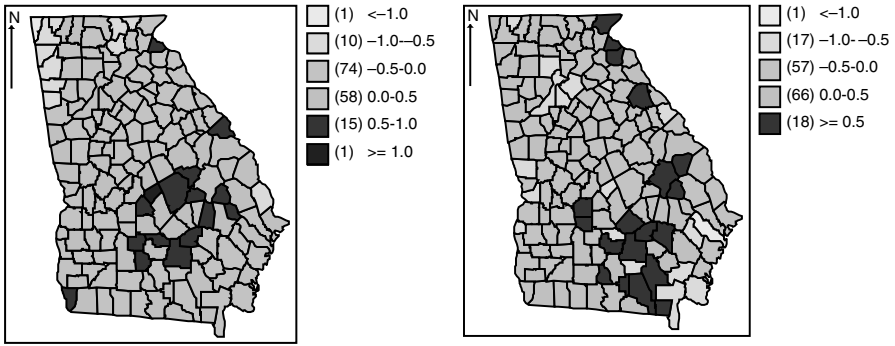 N
(1) <–1.0
(10) –1.0-–0.5
(74) –0.5-0.0
(58) 0.0-0.5
(15) 0.5-1.0
(1) >= 1.0
N
(1) <–1.0
(17) –1.0- –0.5
(57) –0.5-0.0
(66) 0.0-0.5
(18) >= 0.5